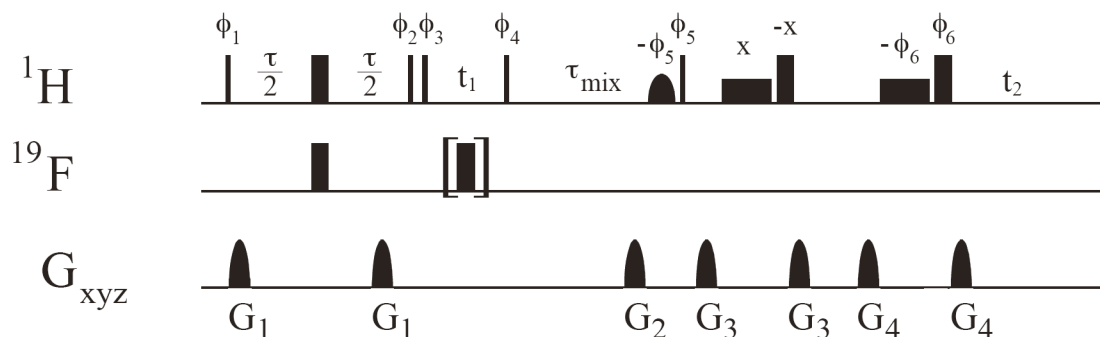 ϕ1 ϕ2 ϕ3 ϕ4 -ϕ5 ϕ5 x -x -ϕ6 ϕ6
1H τ/2 τ/2 t1 τmix t2
19F [ ]
Gxyz
G1 G1 G2 G3 G3 G4 G4